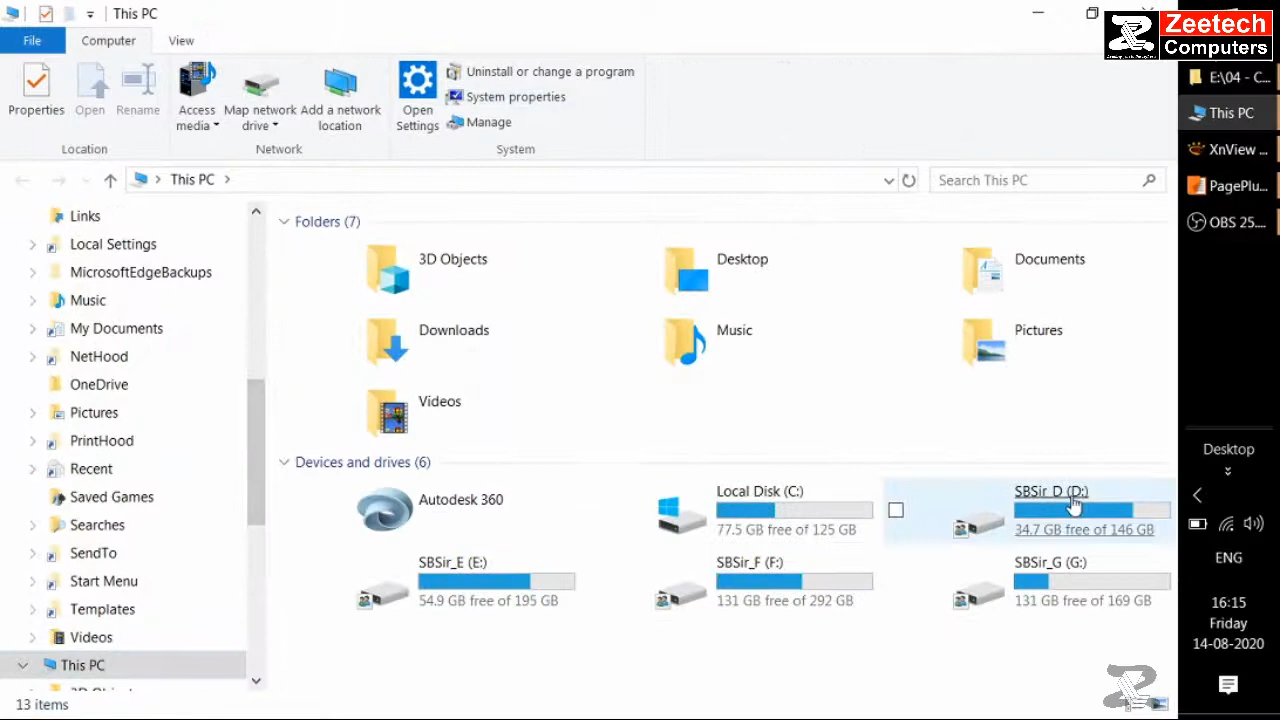 This PC
Zeetech
Computers
File
Computer
View
Properties
Open
Rename
Access media
Map network drive
Add a network location
Open Settings
Uninstall or change a program
System properties
Manage
Location
Network
System
This PC
Search This PC
E:\04 - C...
This PC
XnView ...
PagePlu...
OBS 25....
Links
Local Settings
MicrosoftEdgeBackups
Music
My Documents
NetHood
OneDrive
Pictures
PrintHood
Recent
Saved Games
Searches
SendTo
Start Menu
Templates
Videos
This PC
Folders (7)
3D Objects
Desktop
Documents
Downloads
Music
Pictures
Videos
Devices and drives (6)
Autodesk 360
Local Disk (C:)
77.5 GB free of 125 GB
SBSir_D (D:)
34.7 GB free of 146 GB
SBSir_E (E:)
54.9 GB free of 195 GB
SBSir_F (F:)
131 GB free of 292 GB
SBSir_G (G:)
131 GB free of 169 GB
13 items
Desktop
ENG
16:15
Friday
14-08-2020